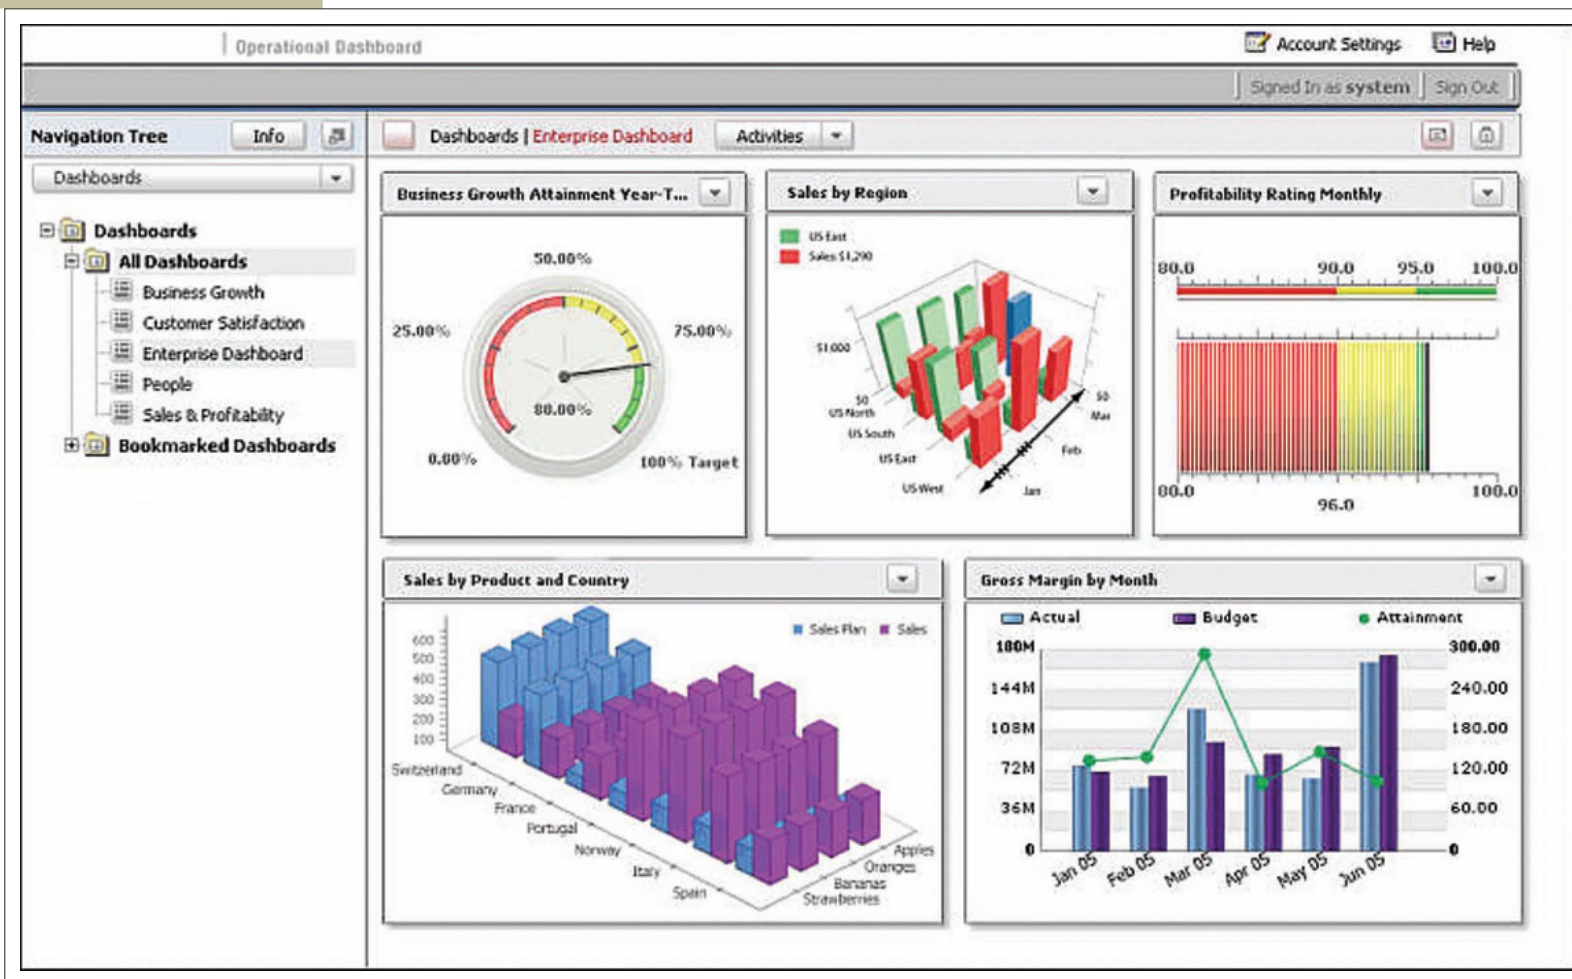 Operational Dashboard
Account Settings
Help
Signed In as system
Sign Out
Navigation Tree
Info
Dashboards | Enterprise Dashboard
Activities
Dashboards
Dashboards
All Dashboards
Business Growth
Customer Satisfaction
Enterprise Dashboard
People
Sales & Profitability
Bookmarked Dashboards
Business Growth Attainment Year-T...
50.00%
25.00%
75.00%
80.00%
0.00%
100% Target
Sales by Region
US East
Sales $1,290
$1,000
$0
US North
US South
US East
US West
$0
Mar
Feb
Jan
Profitability Rating Monthly
80.0 90.0 95.0 100.0
80.0 100.0
96.0
Sales by Product and Country
Sales Plan Sales
600
500
400
300
200
100
Switzerland
Germany
France
Portugal
Norway
Italy
Spain
Apples
Oranges
Bananas
Strawberries
Gross Margin by Month
Actual Budget Attainment
180M 300.00
144M 240.00
108M 180.00
72M 120.00
36M 60.00
0 0
Jan 05 Feb 05 Mar 05 Apr 05 May 05 Jun 05